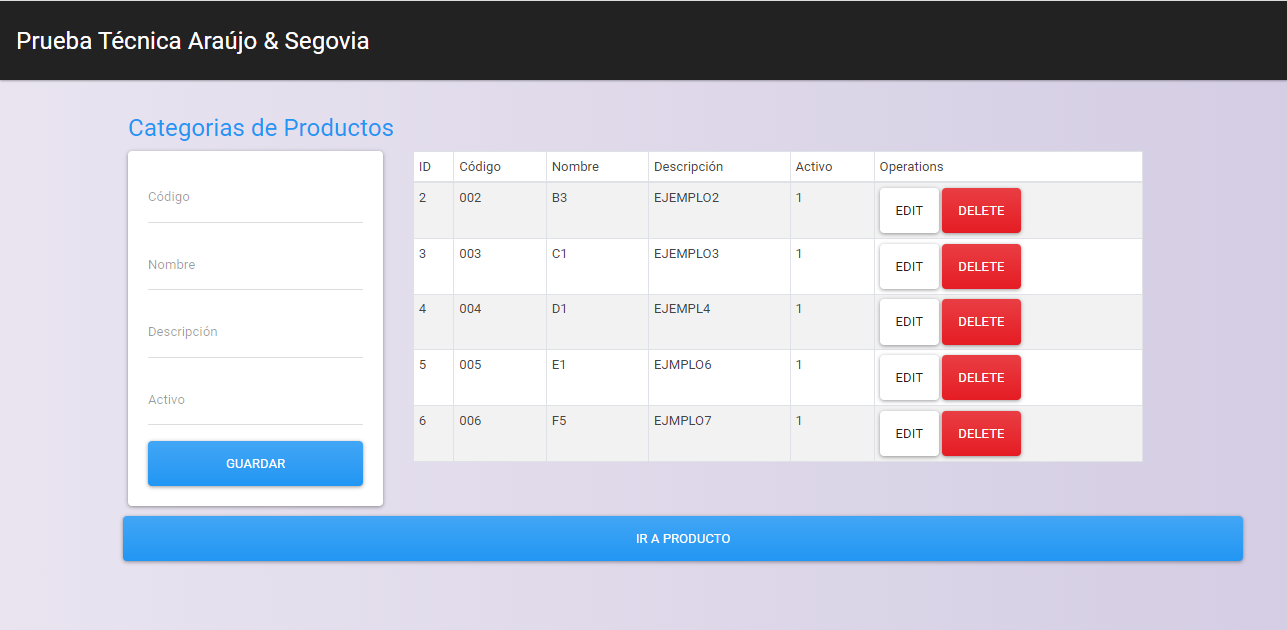 Prueba Técnica Araújo & Segovia
Categorias de Productos
Código
Nombre
Descripción
Activo
GUARDAR
ID Código Nombre Descripción Activo Operations
2 002 B3 EJEMPLO2 1 EDIT DELETE
3 003 C1 EJEMPLO3 1 EDIT DELETE
4 004 D1 EJEMPL4 1 EDIT DELETE
5 005 E1 EJMPLO6 1 EDIT DELETE
6 006 F5 EJMPLO7 1 EDIT DELETE
IR A PRODUCTO